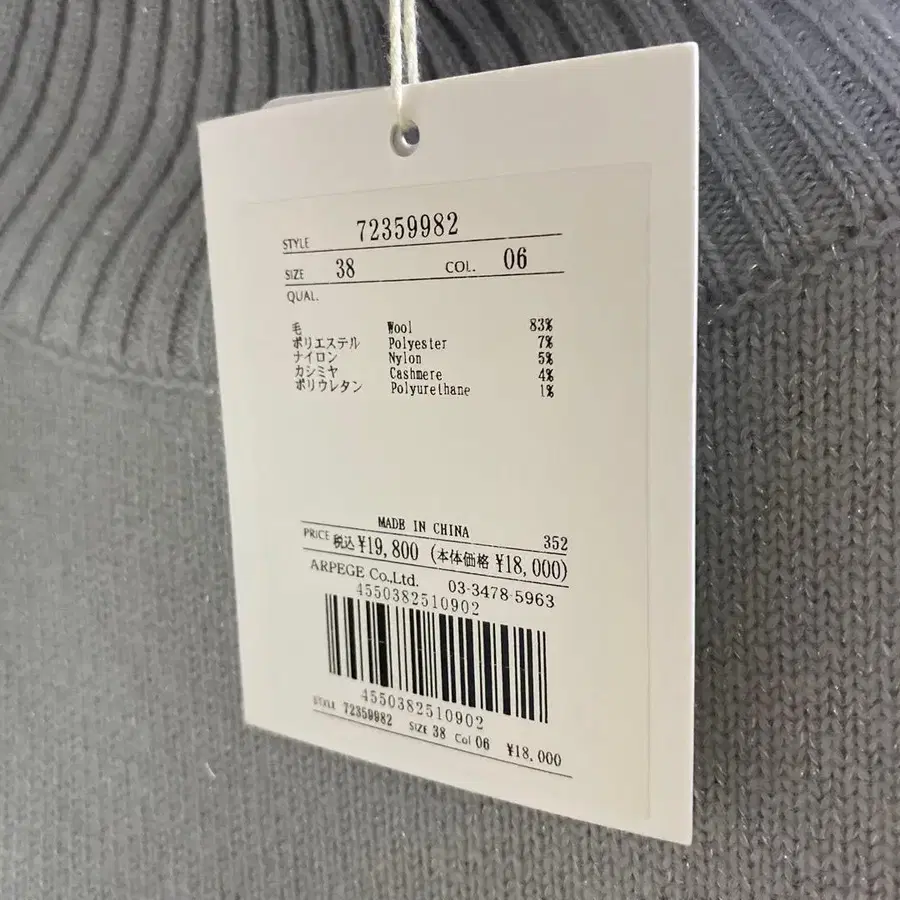 STYLE 72359982
SIZE 38 COL. 06
QUAL.
毛 Wool 83%
ポリエステル Polyester 7%
ナイロン Nylon 5%
カシミヤ Cashmere 4%
ポリウレタン Polyurethane 1%
MADE IN CHINA 352
PRICE 税込 ¥19,800 (本体価格 ¥18,000)
ARPEGE Co.,Ltd. 03-3478-5963
4550382510902
4550382510902
STYLE 72359982 SIZE 38 Col 06 ¥18,000